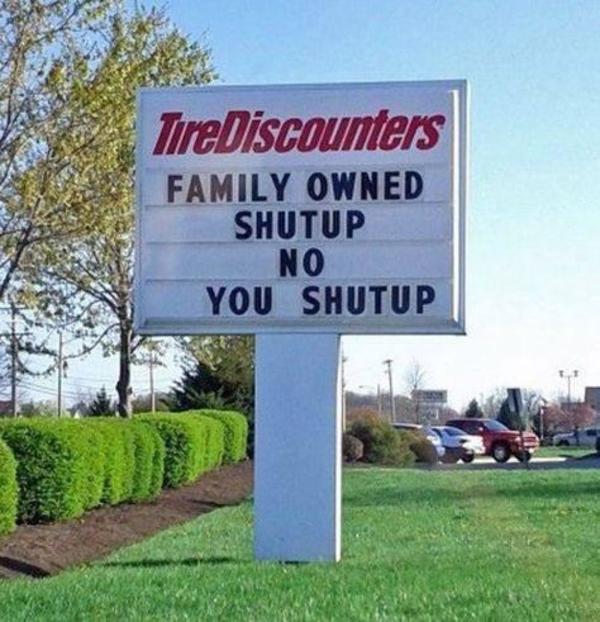 TireDiscounters
FAMILY OWNED
SHUTUP
NO
YOU SHUTUP